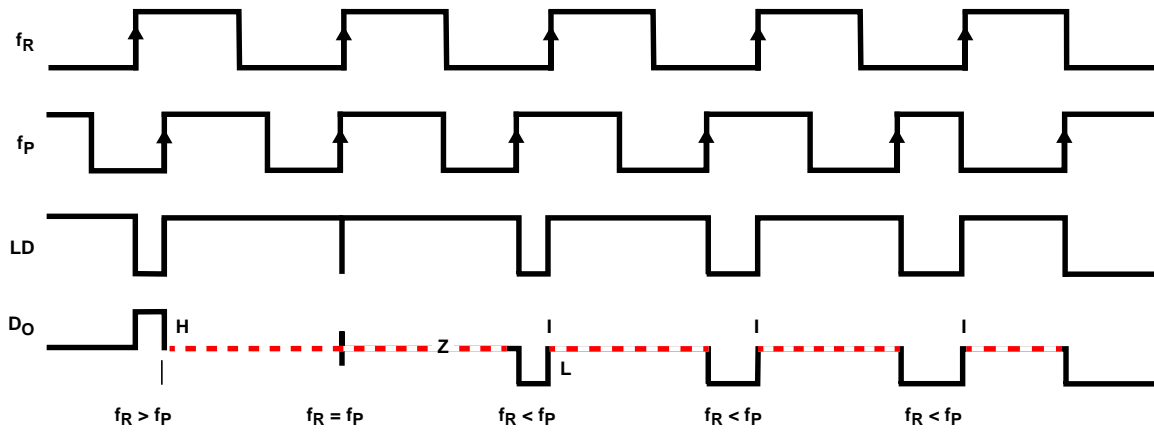 fR
fP
LD
DO
H
Z
I
L
I
I
fR > fP
fR = fP
fR < fP
fR < fP
fR < fP